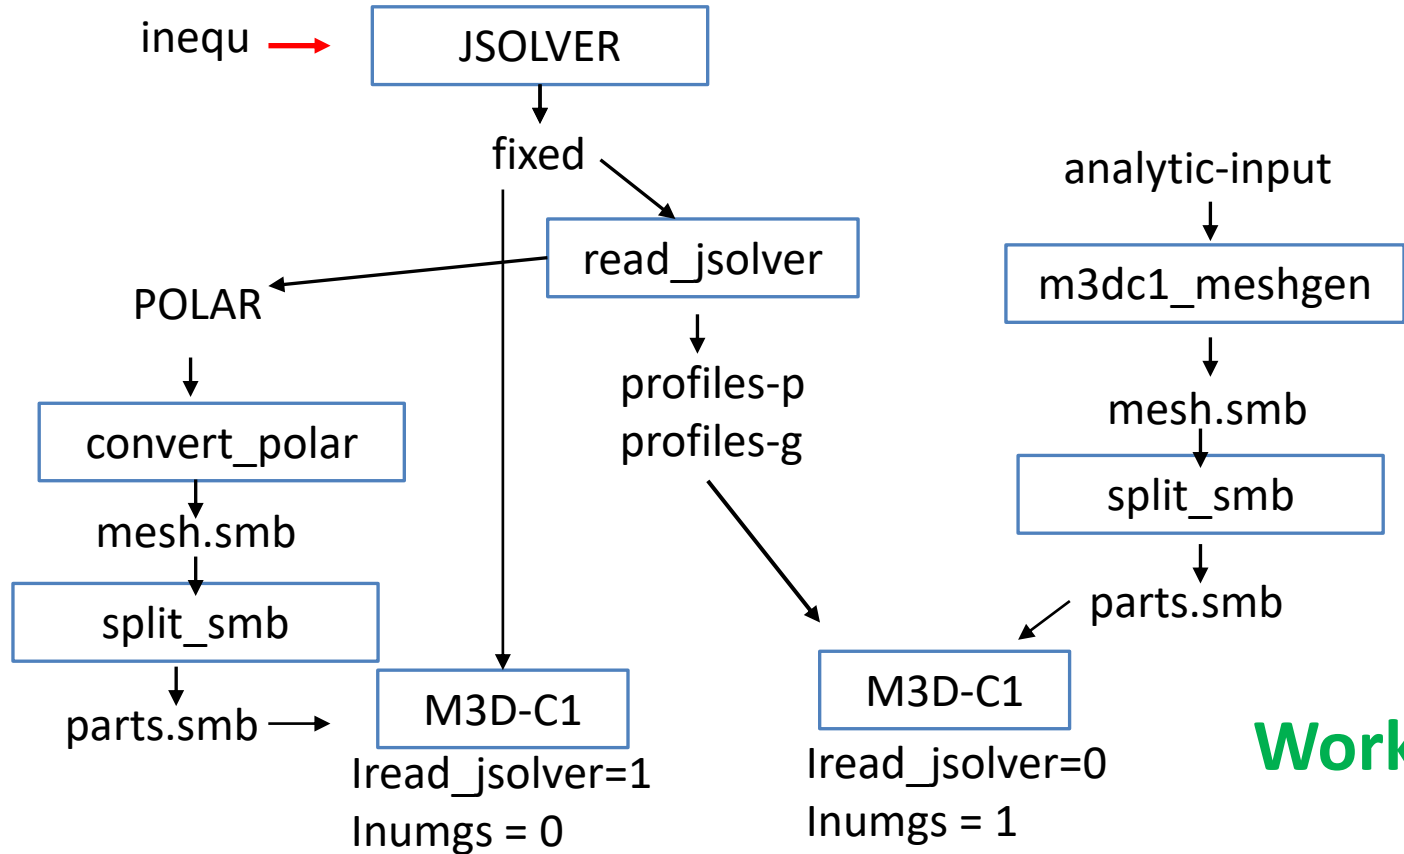 inequ
JSOLVER
fixed
analytic-input
read_jsolver
m3dc1_meshgen
POLAR
profiles-p
profiles-g
mesh.smb
convert_polar
split_smb
mesh.smb
parts.smb
split_smb
M3D-C1
M3D-C1
parts.smb
Work
Iread_jsolver=1
Inumgs = 0
Iread_jsolver=0
Inumgs = 1